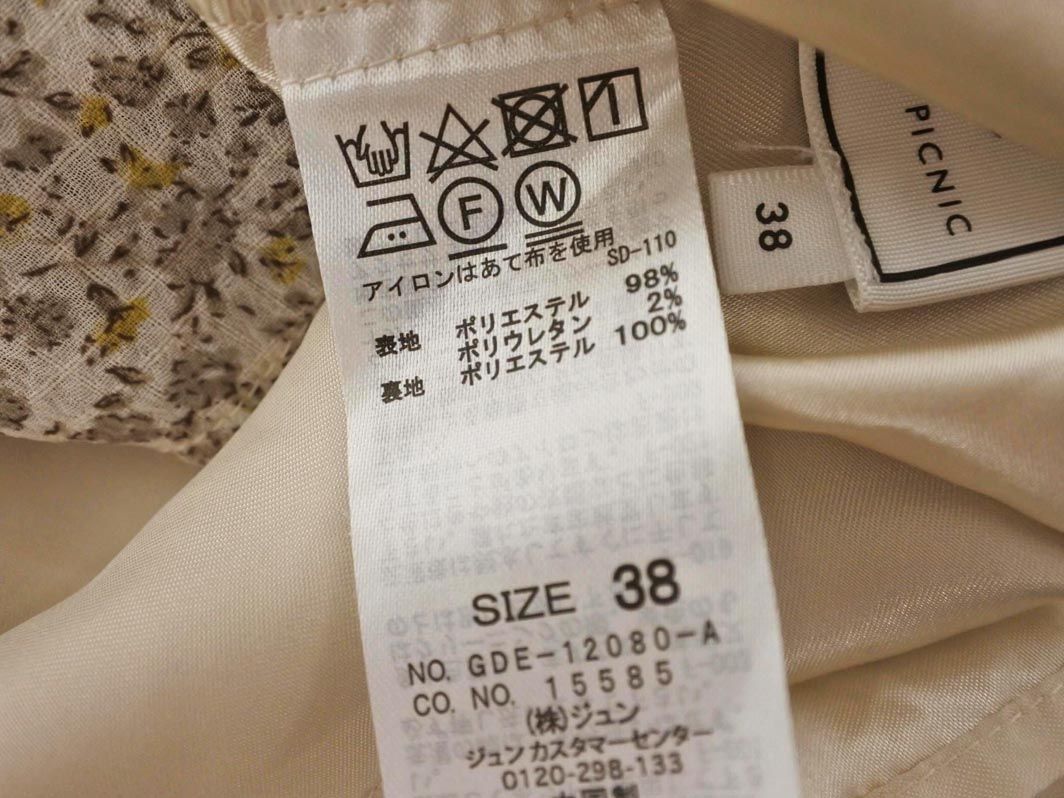 F
W
アイロンはあて布を使用
SD-110
表地 ポリエステル 98%
ポリウレタン 2%
裏地 ポリエステル 100%
SIZE 38
NO. GDE-12080-A
CO. NO. 15585
(株)ジュン
ジュンカスタマーセンター
0120-298-133
中国製
38
PICNIC